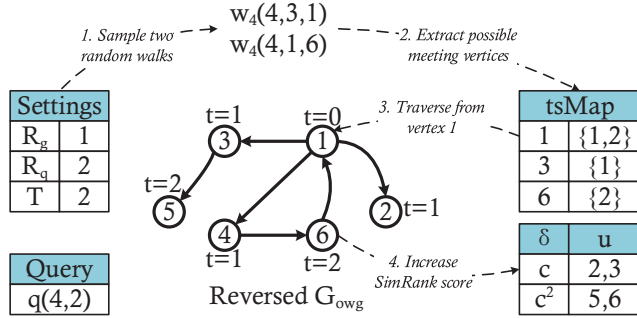 w4(4,3,1)
w4(4,1,6)
1. Sample two
random walks
2. Extract possible
meeting vertices
Settings
Rg 1
Rq 2
T 2
t=1
t=0
3
1
3. Traverse from
vertex 1
tsMap
1 {1,2}
3 {1}
6 {2}
t=2
5
2
t=1
4
6
t=1
t=2
4. Increase
SimRank score
Query
q(4,2)
Reversed Gowg
δ u
c 2,3
c² 5,6